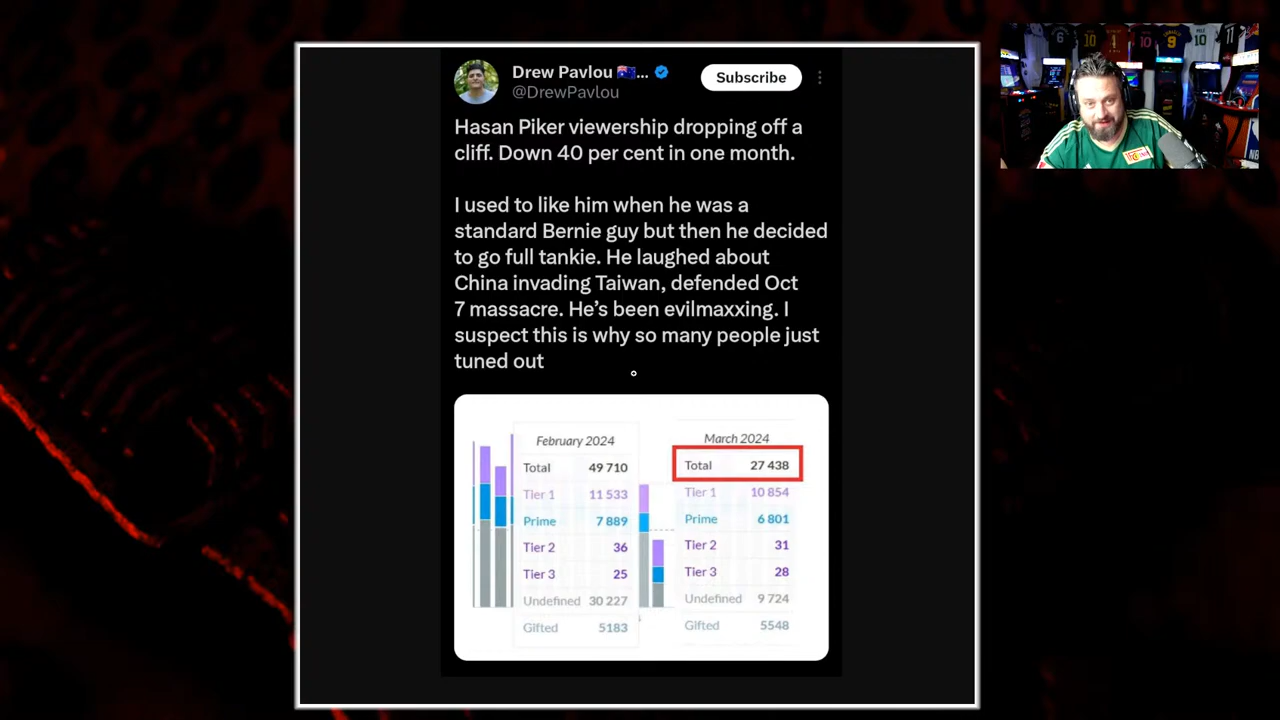 Drew Pavlou 🇦🇺...
Subscribe
@DrewPavlou
Hasan Piker viewership dropping off a
cliff. Down 40 per cent in one month.
I used to like him when he was a
standard Bernie guy but then he decided
to go full tankie. He laughed about
China invading Taiwan, defended Oct
7 massacre. He’s been evilmaxxing. I
suspect this is why so many people just
tuned out
February 2024
Total 49 710
Tier 1 11 533
Prime 7 889
Tier 2 36
Tier 3 25
Undefined 30 227
Gifted 5183
March 2024
Total 27 438
Tier 1 10 854
Prime 6 801
Tier 2 31
Tier 3 28
Undefined 9 724
Gifted 5548